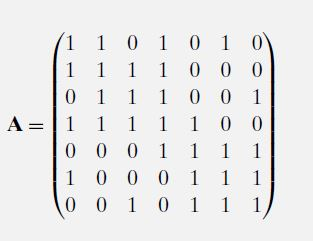 1 1 0 1 0 1 0
1 1 1 1 0 0 0
0 1 1 1 0 0 1
A = 1 1 1 1 1 0 0
0 0 0 1 1 1 1
1 0 0 0 1 1 1
0 0 1 0 1 1 1